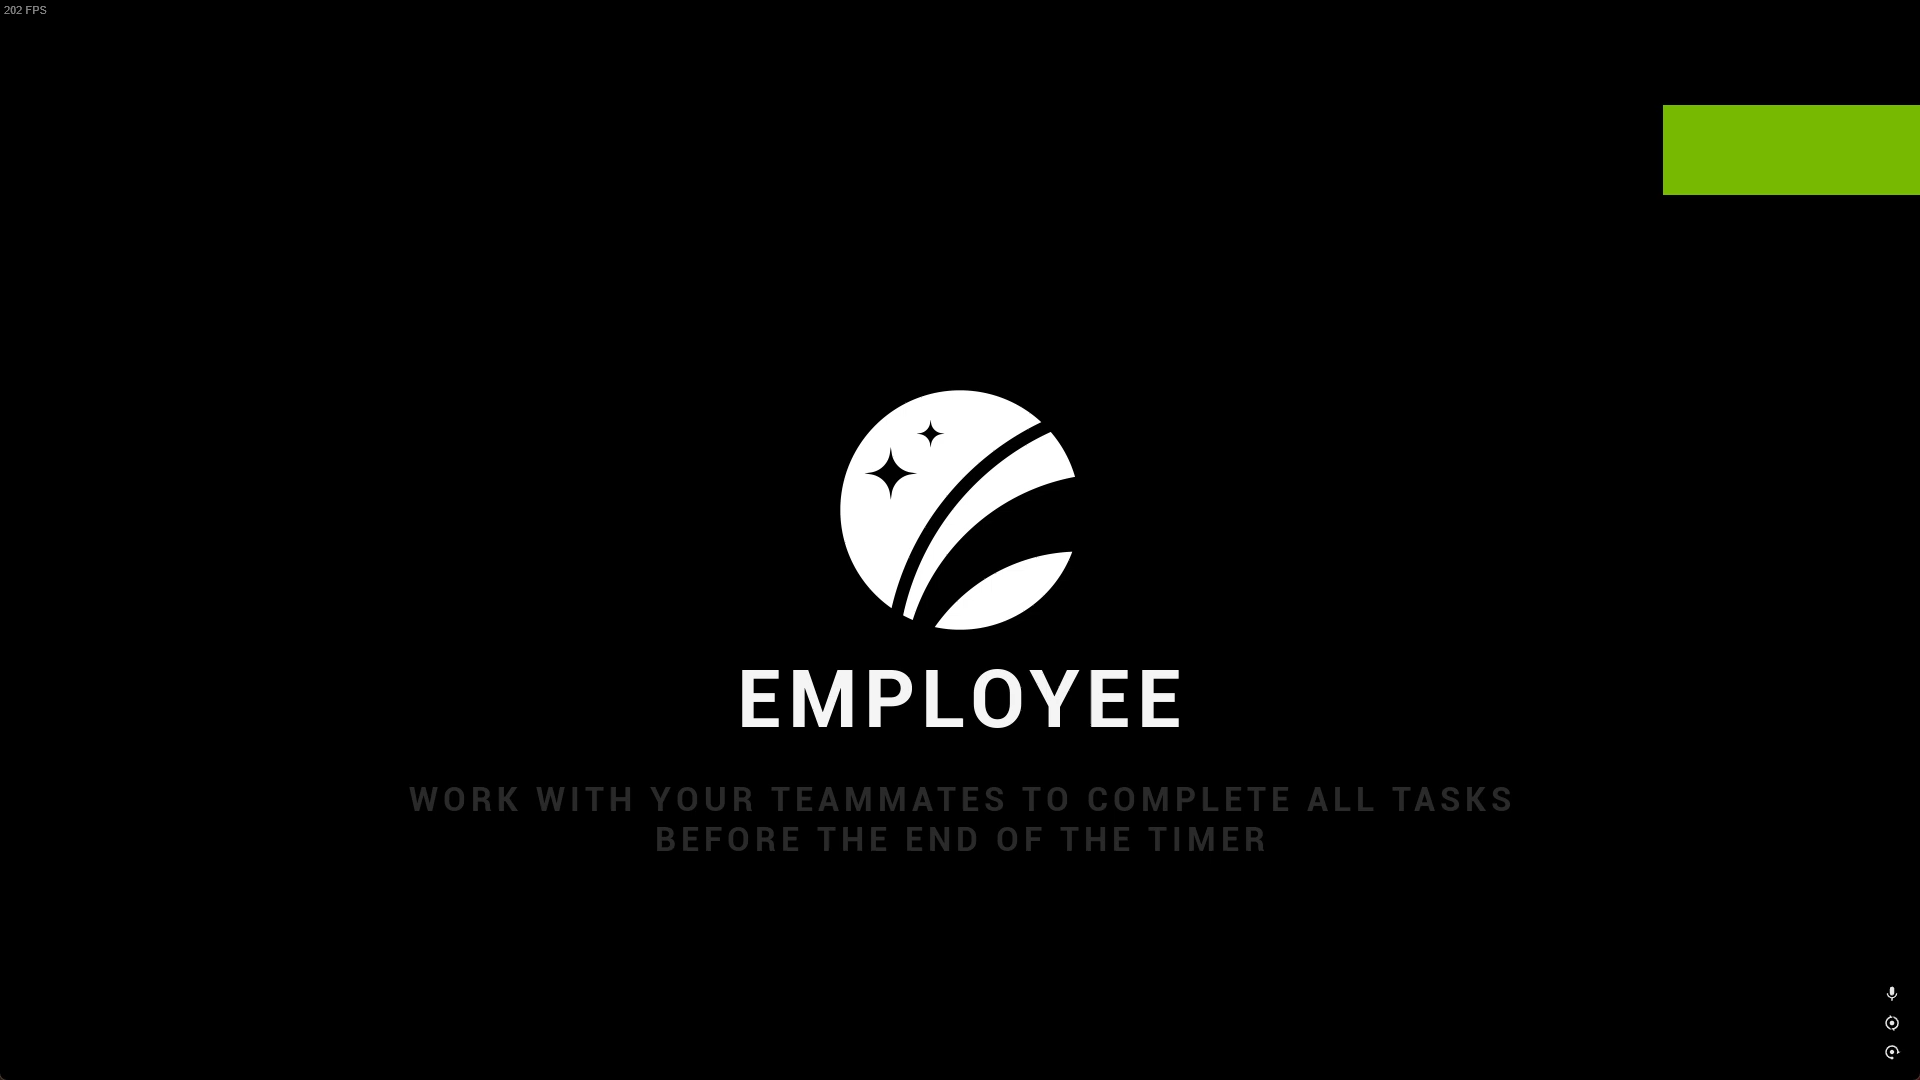 202 FPS
EMPLOYEE
WORK WITH YOUR TEAMMATES TO COMPLETE ALL TASKS
BEFORE THE END OF THE TIMER